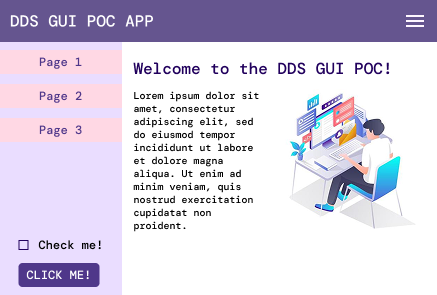 DDS GUI POC APP
Page 1
Page 2
Page 3
Check me!
CLICK ME!
Welcome to the DDS GUI POC!
Lorem ipsum dolor sit
amet, consectetur
adipiscing elit, sed
do eiusmod tempor
incididunt ut labore
et dolore magna
aliqua. Ut enim ad
minim veniam, quis
nostrud exercitation
cupidatat non
proident.